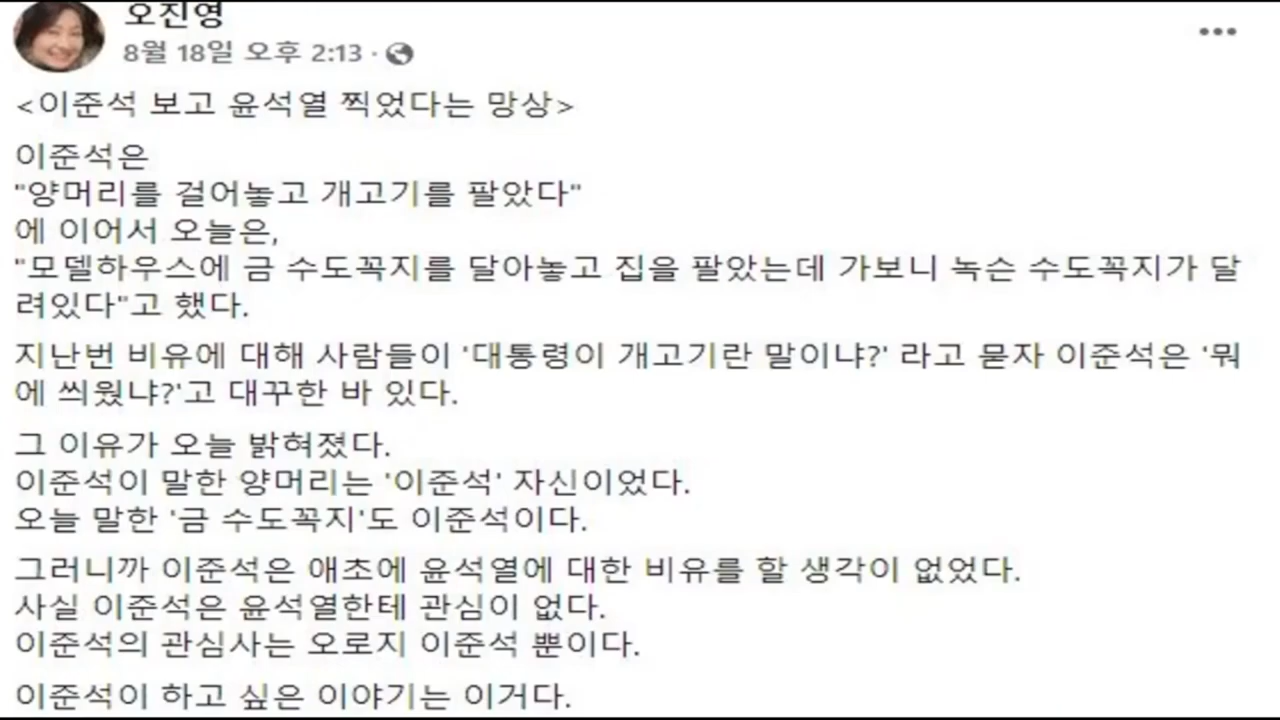 오진영
8월 18일 오후 2:13 ·
<이준석 보고 윤석열 찍었다는 망상>
이준석은
"양머리를 걸어놓고 개고기를 팔았다"
에 이어서 오늘은,
"모델하우스에 금 수도꼭지를 달아놓고 집을 팔았는데 가보니 녹슨 수도꼭지가 달
려있다"고 했다.
지난번 비유에 대해 사람들이 '대통령이 개고기란 말이냐?' 라고 묻자 이준석은 '뭐
에 씌웠냐?'고 대꾸한 바 있다.
그 이유가 오늘 밝혀졌다.
이준석이 말한 양머리는 '이준석' 자신이었다.
오늘 말한 '금 수도꼭지'도 이준석이다.
그러니까 이준석은 애초에 윤석열에 대한 비유를 할 생각이 없었다.
사실 이준석은 윤석열한테 관심이 없다.
이준석의 관심사는 오로지 이준석 뿐이다.
이준석이 하고 싶은 이야기는 이거다.